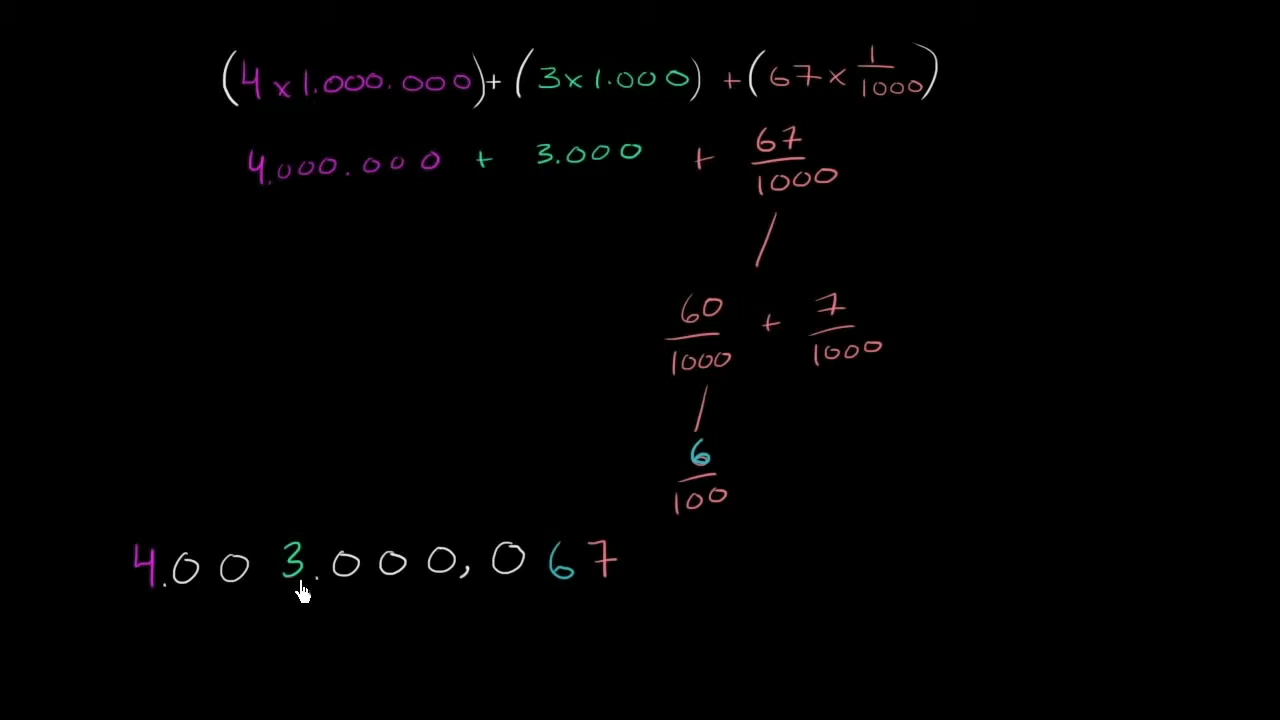 (4 × 1.000.000) + (3 × 1.000) + (67 × 1/1000)
4.000.000 + 3.000 + 67/1000
60/1000 + 7/1000
6/100
4.003.000,067